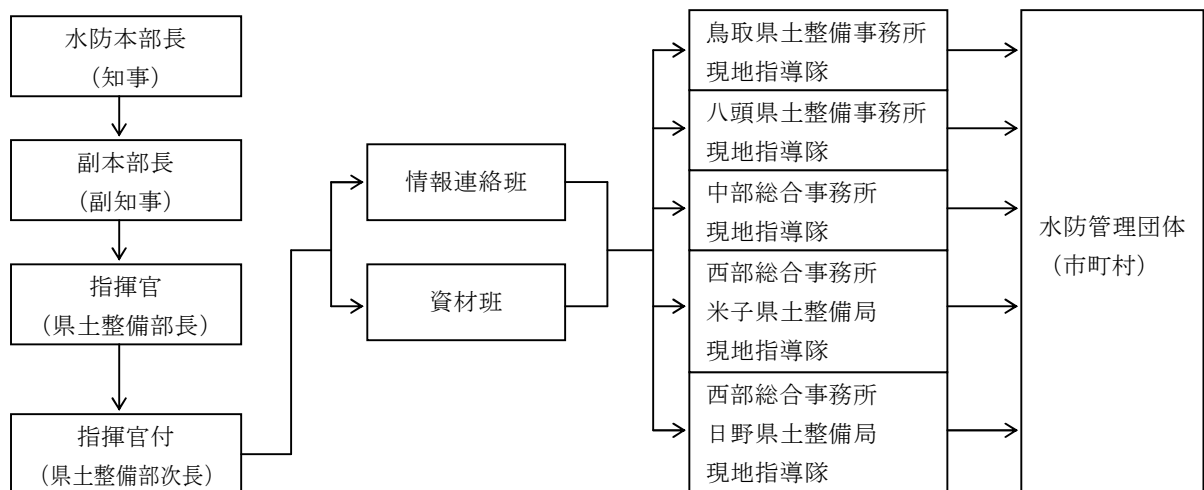 水防本部長
(知事)
副本部長
(副知事)
指揮官
(県土整備部長)
指揮官付
(県土整備部次長)
情報連絡班
資材班
鳥取県土整備事務所
現地指導隊
八頭県土整備事務所
現地指導隊
中部総合事務所
現地指導隊
西部総合事務所
米子県土整備局
現地指導隊
西部総合事務所
日野県土整備局
現地指導隊
水防管理団体
(市町村)